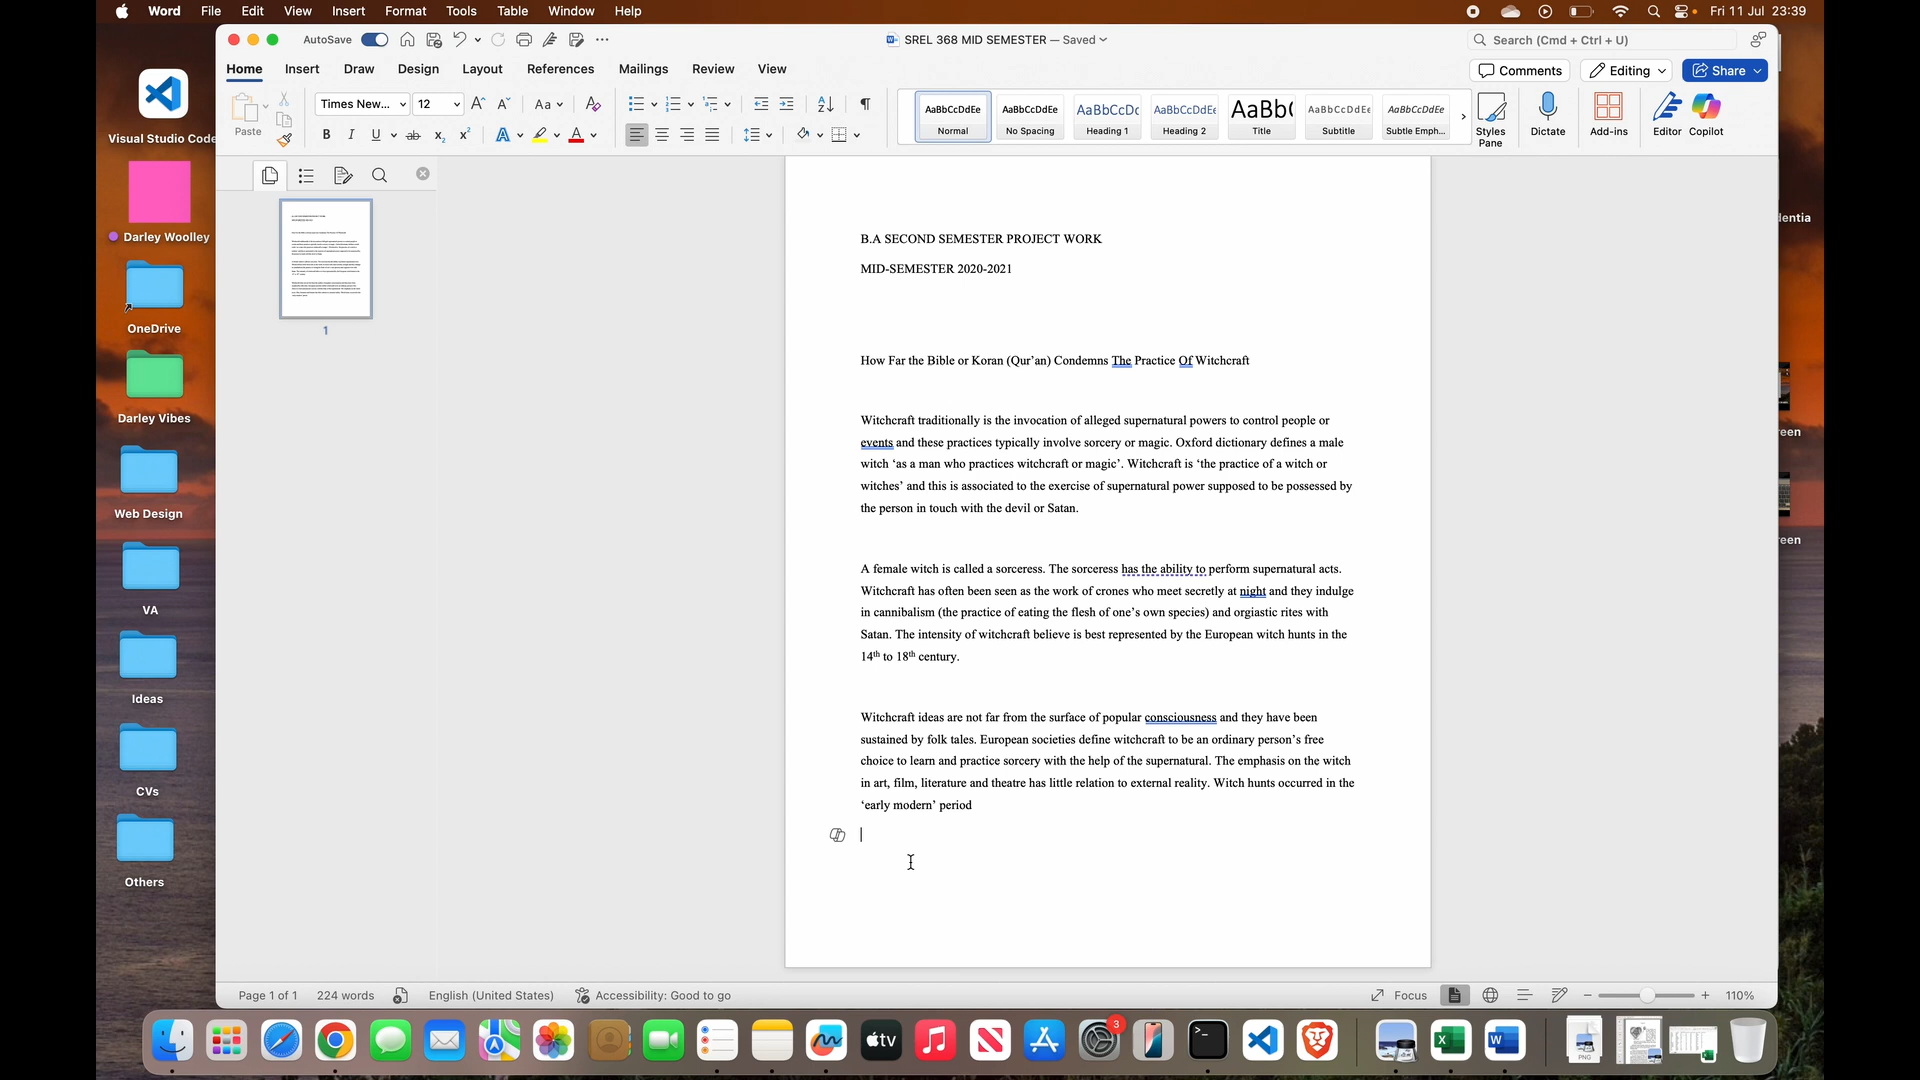 Word File Edit View Insert Format Tools Table Window Help Fri 11 Jul 23:39
AutoSave SREL 368 MID SEMESTER — Saved Search (Cmd + Ctrl + U)
Home Insert Draw Design Layout References Mailings Review View Comments Editing Share
Paste Times New... 12 Aa
AaBbCcDdEe AaBbCcDdEe AaBbCcDc AaBbCcDdEe AaBb( AaBbCcDdEe AaBbCcDdEe
Normal No Spacing Heading 1 Heading 2 Title Subtitle Subtle Emph...
Styles Pane Dictate Add-ins Editor Copilot
Visual Studio Code
Darley Woolley
OneDrive
Darley Vibes
Web Design
VA
Ideas
CVs
Others
1
dentia
een
een
B.A SECOND SEMESTER PROJECT WORK
MID-SEMESTER 2020-2021
How Far the Bible or Koran (Qur’an) Condemns The Practice Of Witchcraft
Witchcraft traditionally is the invocation of alleged supernatural powers to control people or
events and these practices typically involve sorcery or magic. Oxford dictionary defines a male
witch ‘as a man who practices witchcraft or magic’. Witchcraft is ‘the practice of a witch or
witches’ and this is associated to the exercise of supernatural power supposed to be possessed by
the person in touch with the devil or Satan.
A female witch is called a sorceress. The sorceress has the ability to perform supernatural acts.
Witchcraft has often been seen as the work of crones who meet secretly at night and they indulge
in cannibalism (the practice of eating the flesh of one’s own species) and orgiastic rites with
Satan. The intensity of witchcraft believe is best represented by the European witch hunts in the
14th to 18th century.
Witchcraft ideas are not far from the surface of popular consciousness and they have been
sustained by folk tales. European societies define witchcraft to be an ordinary person’s free
choice to learn and practice sorcery with the help of the supernatural. The emphasis on the witch
in art, film, literature and theatre has little relation to external reality. Witch hunts occurred in the
‘early modern’ period
Page 1 of 1 224 words English (United States) Accessibility: Good to go Focus 110%
3
tv
PNG